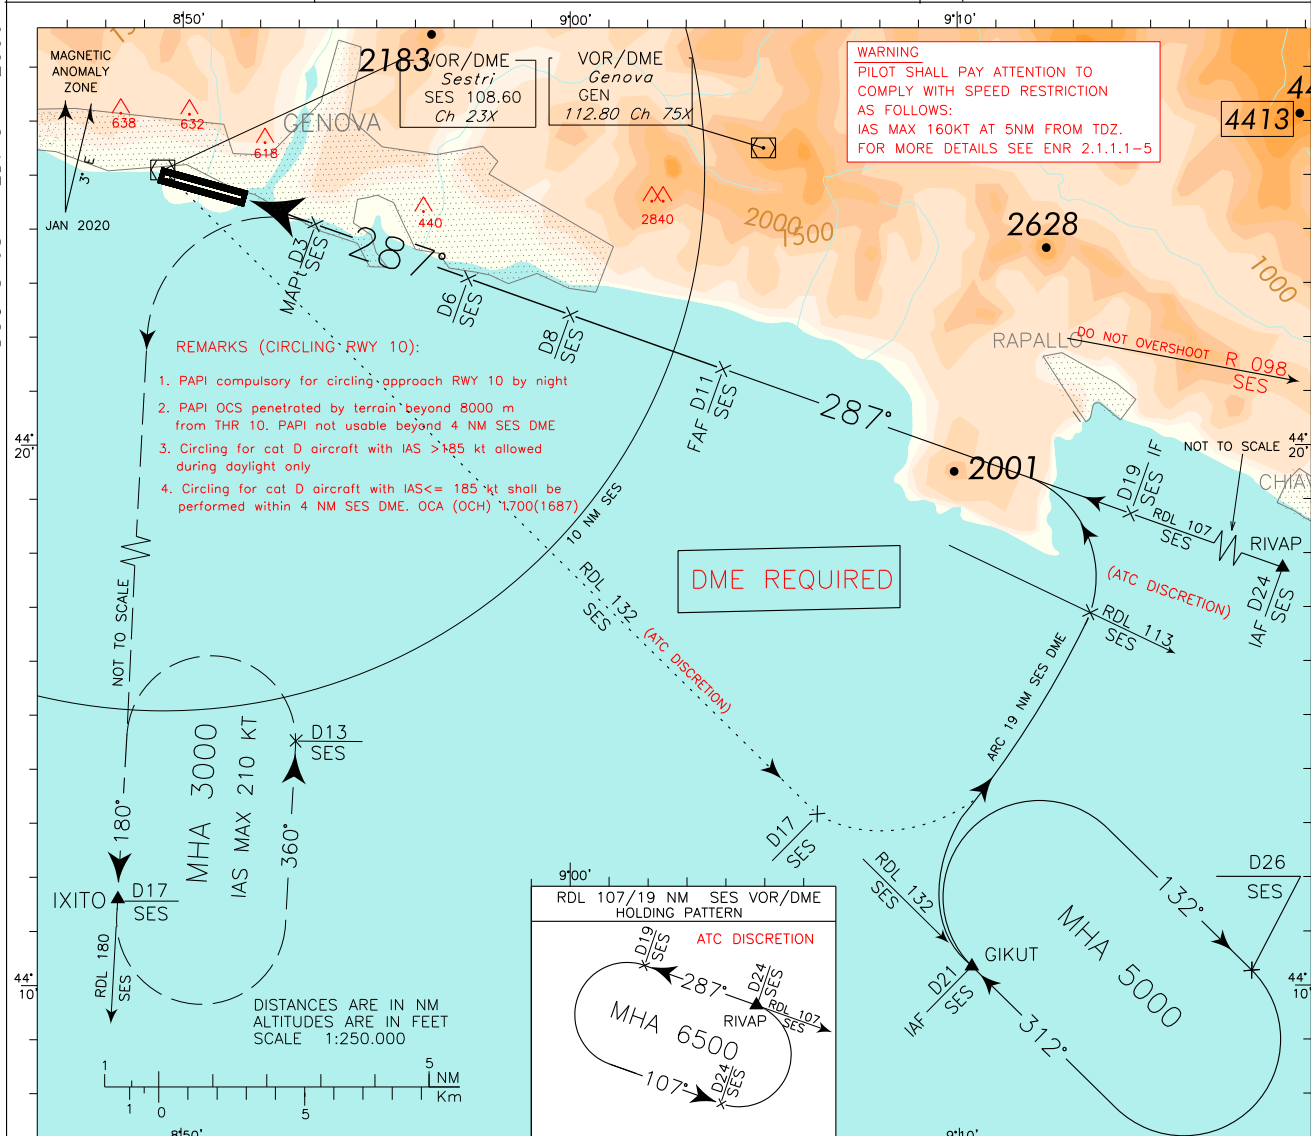 8°50'
9°00'
9°10'
MAGNETIC
ANOMALY
ZONE
3° E
JAN 2020
638
632
618
GENOVA
2183
VOR/DME
Sestri
SES 108.60
Ch 23X
VOR/DME
Genova
GEN
112.80 Ch 75X
WARNING
PILOT SHALL PAY ATTENTION TO
COMPLY WITH SPEED RESTRICTION
AS FOLLOWS:
IAS MAX 160KT AT 5NM FROM TDZ.
FOR MORE DETAILS SEE ENR 2.1.1.1-5
4413
440
2840
2000
1500
2628
1000
MAPt D3
SES
287°
D6
SES
D8
SES
FAF D11
SES
287°
RAPALLO
DO NOT OVERSHOOT R 098
SES
REMARKS (CIRCLING RWY 10):
1. PAPI compulsory for circling approach RWY 10 by night
2. PAPI OCS penetrated by terrain beyond 8000 m
from THR 10. PAPI not usable beyond 4 NM SES DME
3. Circling for cat D aircraft with IAS >185 kt allowed
during daylight only
4. Circling for cat D aircraft with IAS<= 185 kt shall be
performed within 4 NM SES DME. OCA (OCH) 1700(1687)
44°
20'
44°
20'
2001
NOT TO SCALE
CHIAV
D19 IF
SES
RDL 107
SES
RIVAP
IAF D24
SES
(ATC DISCRETION)
10 NM SES
DME REQUIRED
RDL 132
SES
(ATC DISCRETION)
RDL 113
SES
ARC 19 NM SES DME
NOT TO SCALE
D13
SES
MHA 3000
IAS MAX 210 KT
180°
360°
IXITO
D17
SES
RDL 180
SES
D17
SES
RDL 132
SES
132°
D26
SES
MHA 5000
GIKUT
IAF D21
SES
312°
44°
10'
44°
10'
9°00'
RDL 107/19 NM SES VOR/DME
HOLDING PATTERN
ATC DISCRETION
D19
SES
287°
D24
SES
RDL 107
SES
RIVAP
MHA 6500
107°
D24
SES
DISTANCES ARE IN NM
ALTITUDES ARE IN FEET
SCALE 1:250.000
1
5
NM
Km
1
0
5
8°50'
9°10'